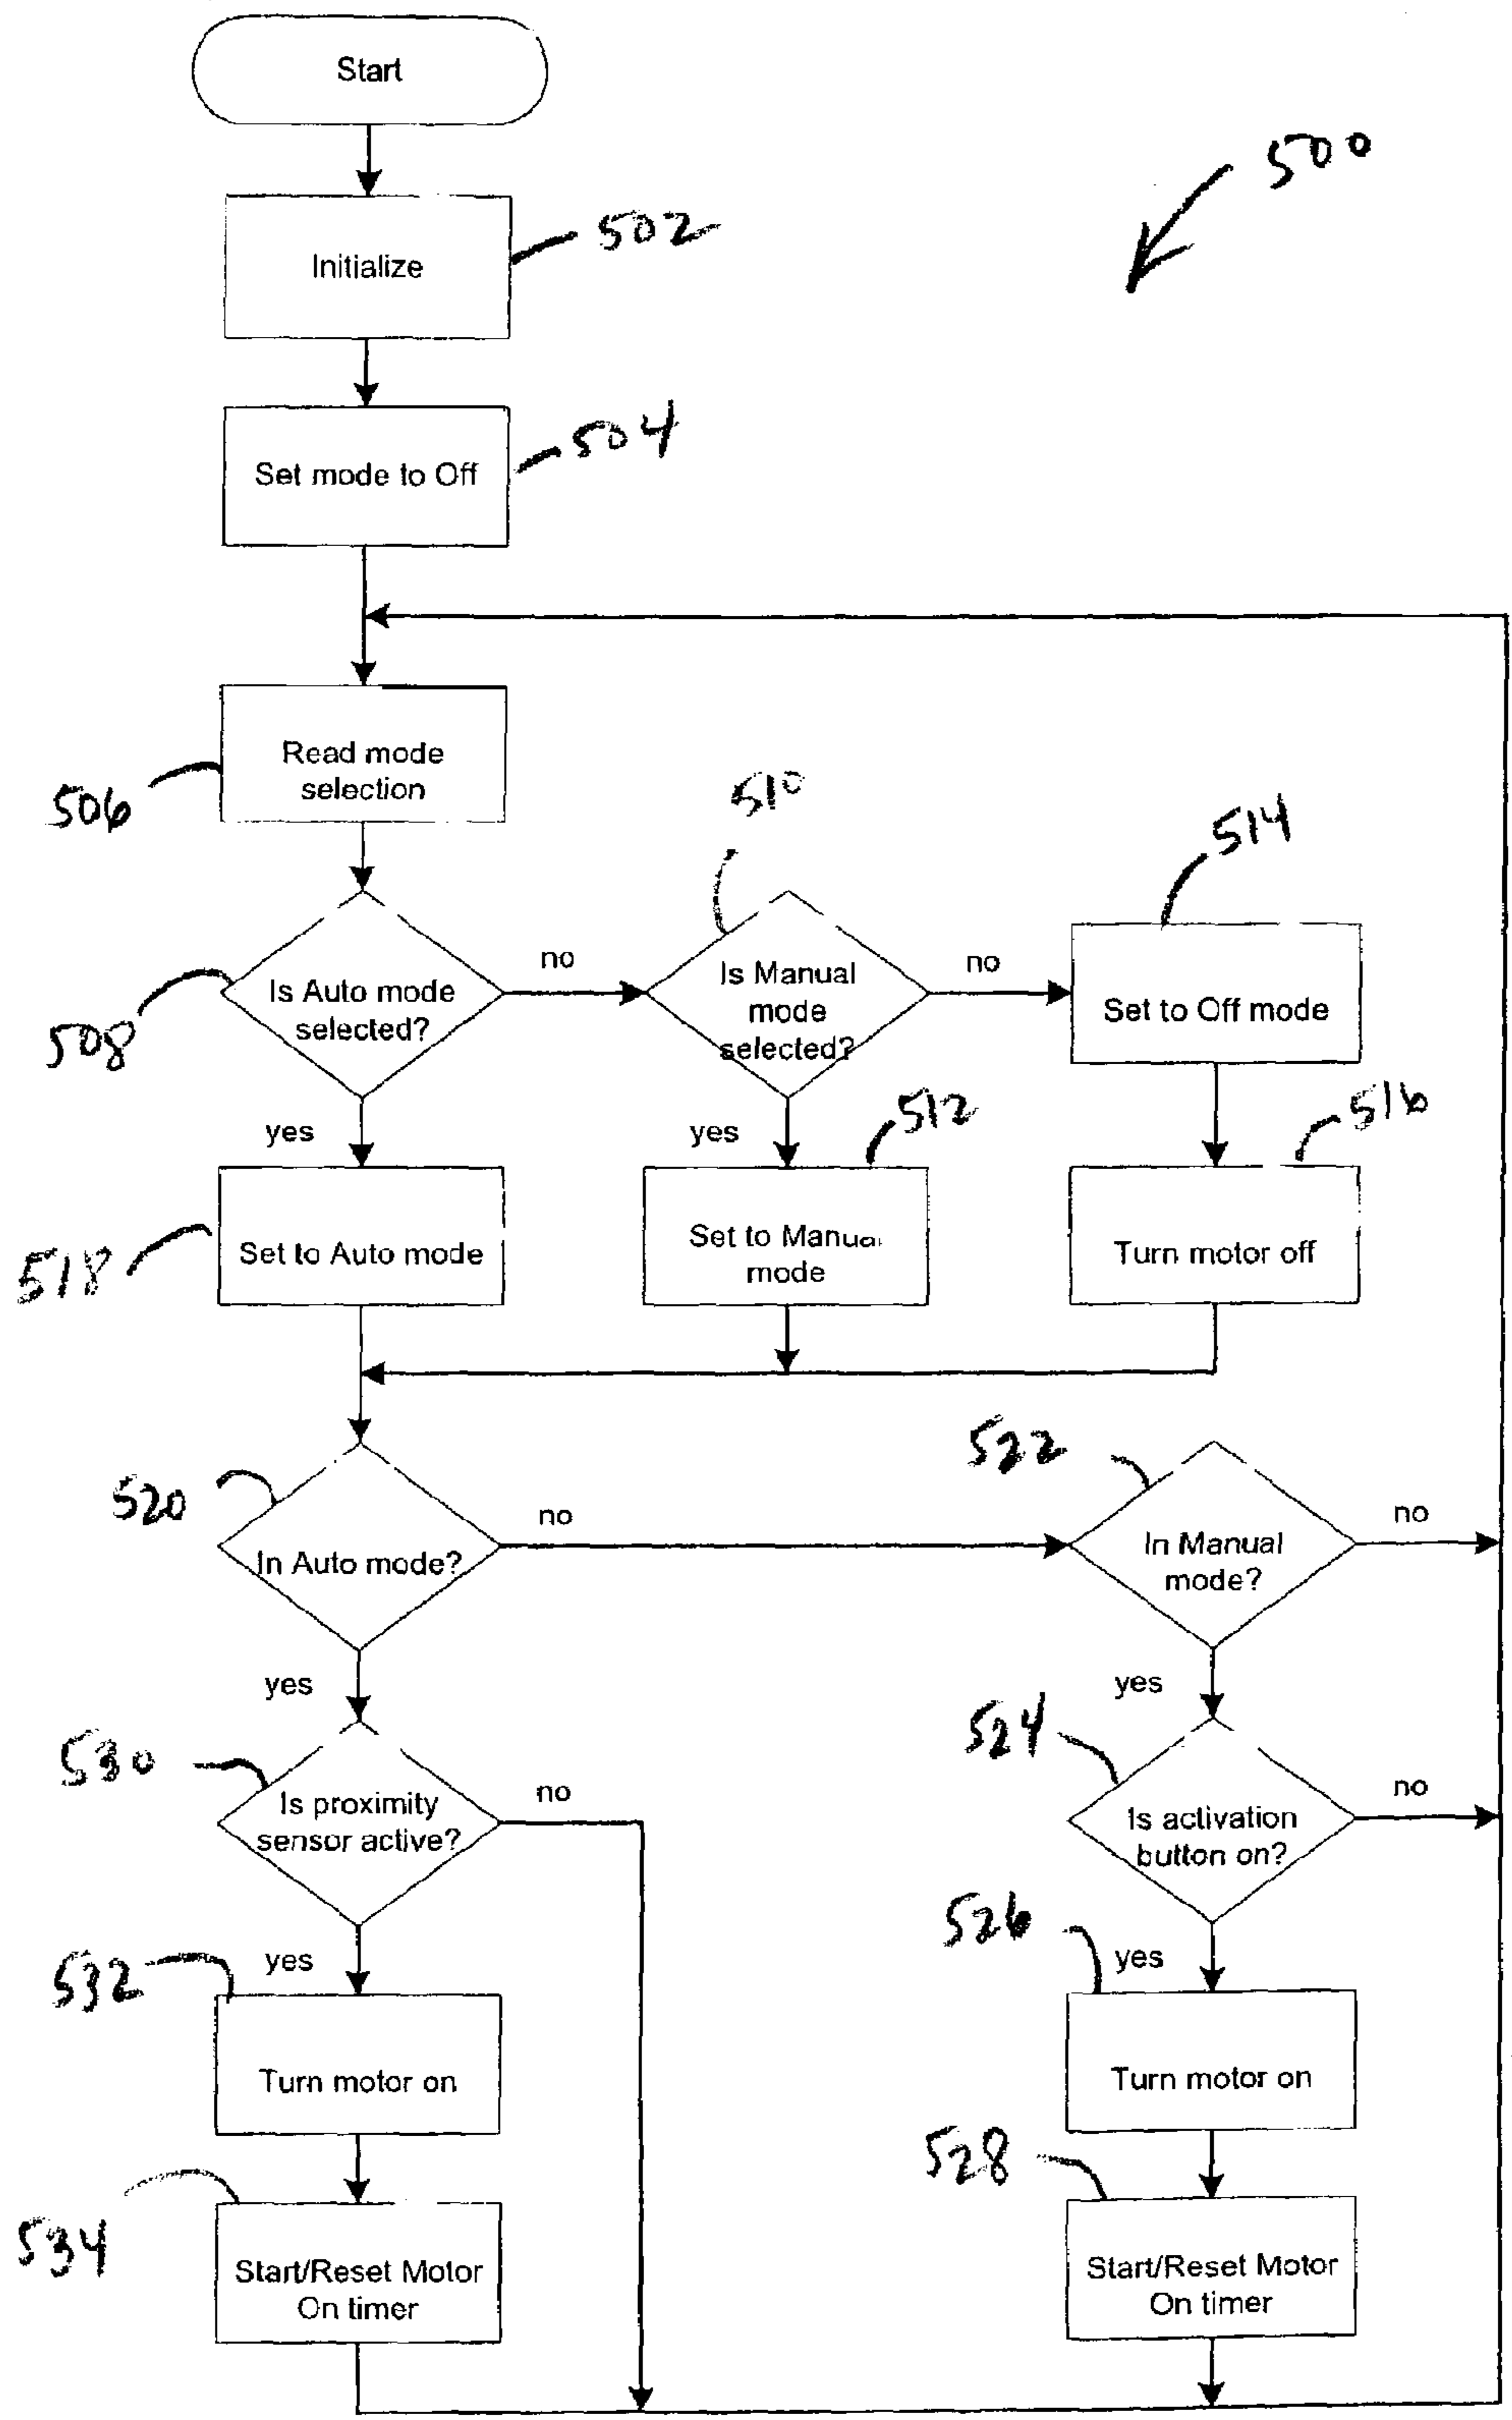 Start
500
Initialize
502
Set mode to Off
504
Read mode
selection
506
510
514
Is Auto mode
selected?
508
no
Is Manual
mode
selected?
no
Set to Off mode
yes
yes
512
516
Set to Auto mode
518
Set to Manual
mode
Turn motor off
520
522
In Auto mode?
no
In Manual
mode?
no
yes
yes
530
524
Is proximity
sensor active?
no
Is activation
button on?
no
532
yes
526
yes
Turn motor on
Turn motor on
534
528
Start/Reset Motor
On timer
Start/Reset Motor
On timer